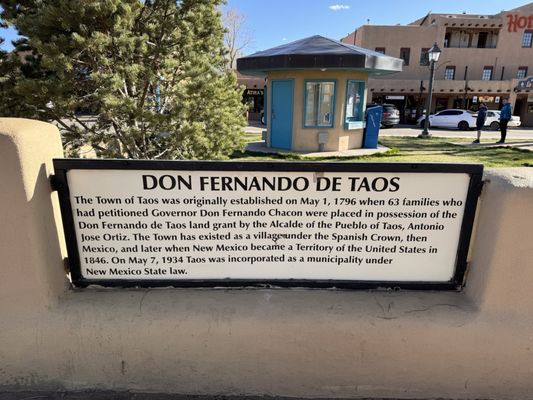 HOT
ATHIA'S
DON FERNANDO DE TAOS
The Town of Taos was originally established on May 1, 1796 when 63 families who
had petitioned Governor Don Fernando Chacon were placed in possession of the
Don Fernando de Taos land grant by the Alcalde of the Pueblo of Taos, Antonio
Jose Ortiz. The Town has existed as a village under the Spanish Crown, then
Mexico, and later when New Mexico became a Territory of the United States in
1846. On May 7, 1934 Taos was incorporated as a municipality under
New Mexico State law.